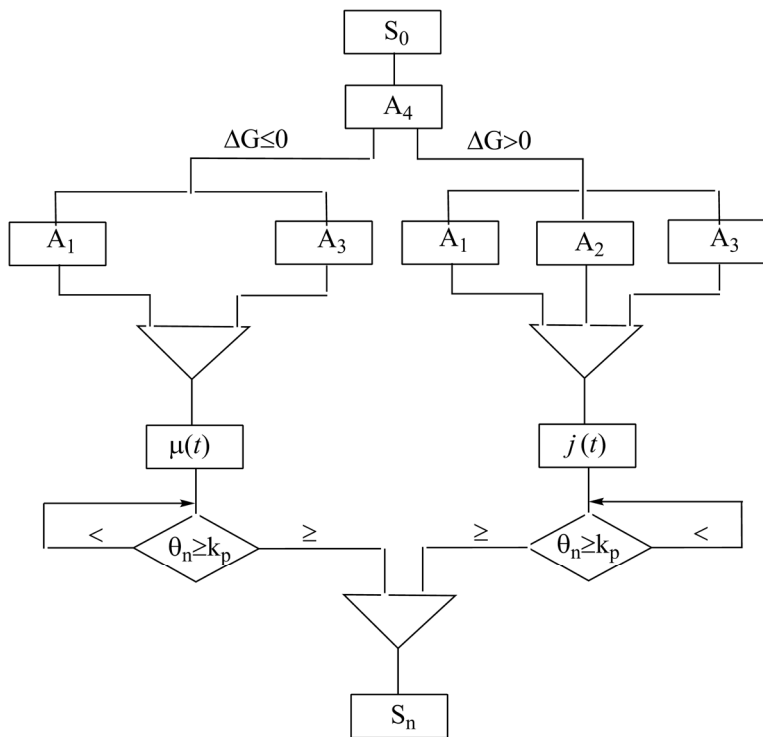 S₀
A₄
ΔG≤0 ΔG>0
A₁ A₃ A₁ A₂ A₃
μ(t) j(t)
< θₙ≥kₚ ≥ ≥ θₙ≥kₚ <
Sₙ